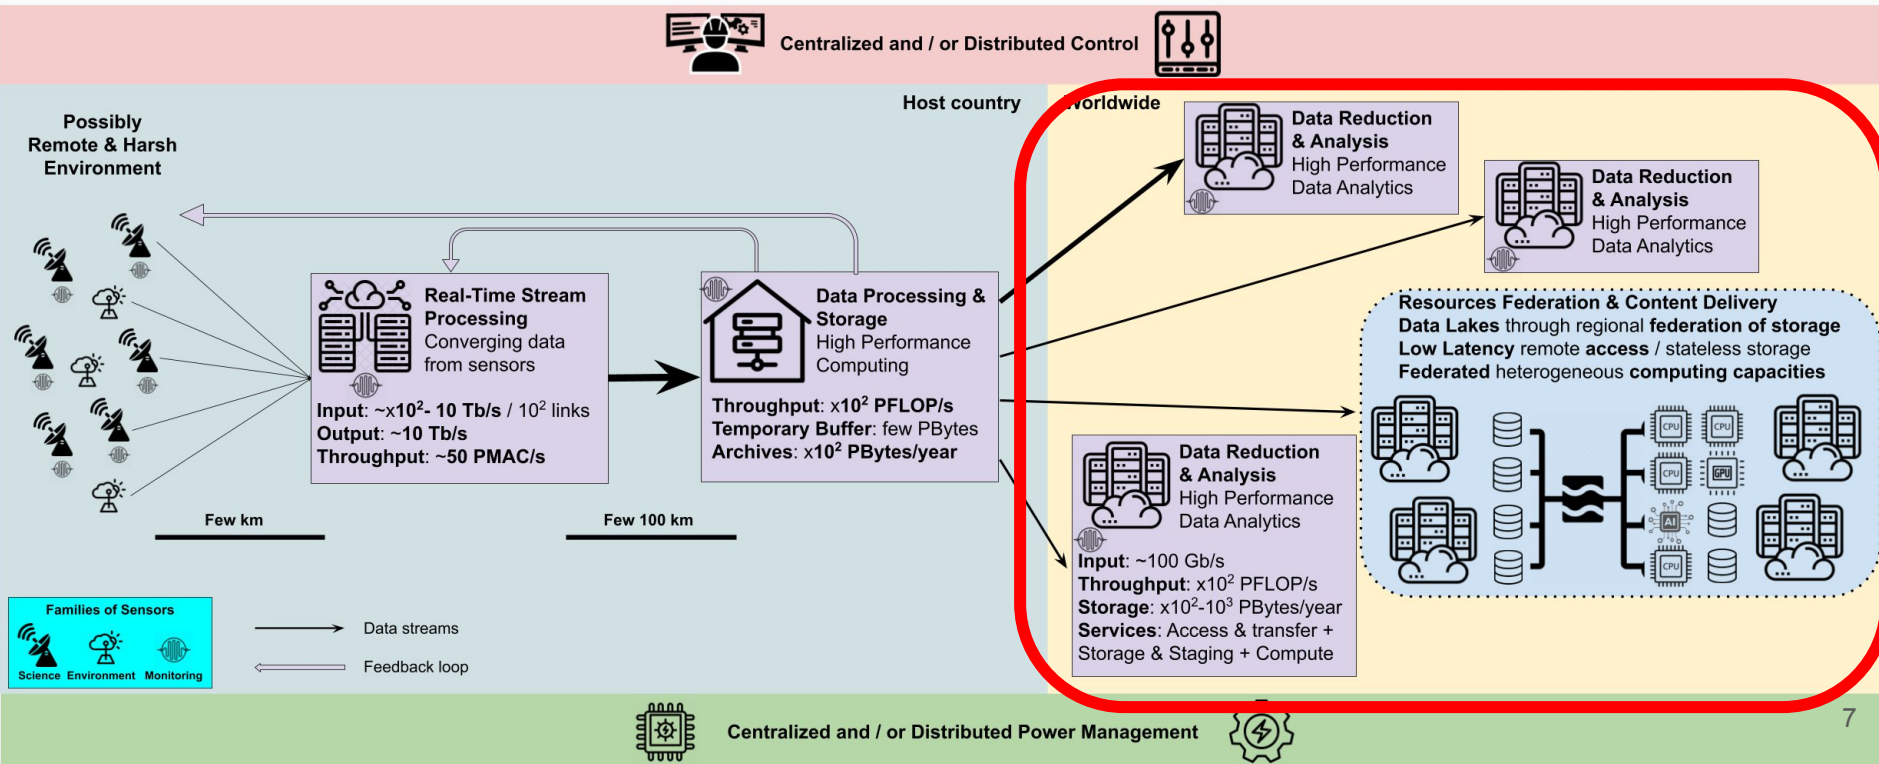 Centralized and / or Distributed Control
Host country
Worldwide
Possibly
Remote & Harsh
Environment
Real-Time Stream
Processing
Converging data
from sensors
Input: ~x10²- 10 Tb/s / 10² links
Output: ~10 Tb/s
Throughput: ~50 PMAC/s
Data Processing &
Storage
High Performance
Computing
Throughput: x10² PFLOP/s
Temporary Buffer: few PBytes
Archives: x10² PBytes/year
Few km
Few 100 km
Families of Sensors
Science Environment Monitoring
Data streams
Feedback loop
Data Reduction
& Analysis
High Performance
Data Analytics
Data Reduction
& Analysis
High Performance
Data Analytics
Resources Federation & Content Delivery
Data Lakes through regional federation of storage
Low Latency remote access / stateless storage
Federated heterogeneous computing capacities
CPU
CPU
CPU
GPU
AI
CPU
Data Reduction
& Analysis
High Performance
Data Analytics
Input: ~100 Gb/s
Throughput: x10² PFLOP/s
Storage: x10²-10³ PBytes/year
Services: Access & transfer +
Storage & Staging + Compute
Centralized and / or Distributed Power Management
7